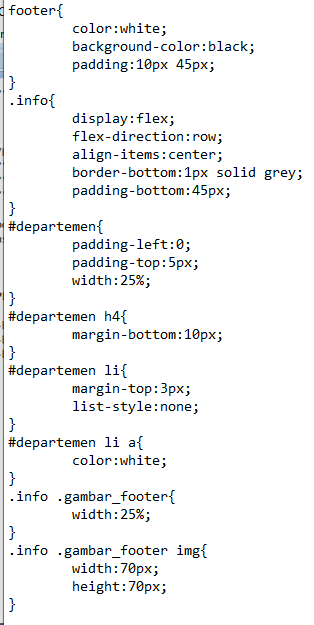 footer{
	color:white;
	background-color:black;
	padding:10px 45px;
}
.info{
	display:flex;
	flex-direction:row;
	align-items:center;
	border-bottom:1px solid grey;
	padding-bottom:45px;
}
#departemen{
	padding-left:0;
	padding-top:5px;
	width:25%;
}
#departemen h4{
	margin-bottom:10px;
}
#departemen li{
	margin-top:3px;
	list-style:none;
}
#departemen li a{
	color:white;
}
.info .gambar_footer{
	width:25%;
}
.info .gambar_footer img{
	width:70px;
	height:70px;
}